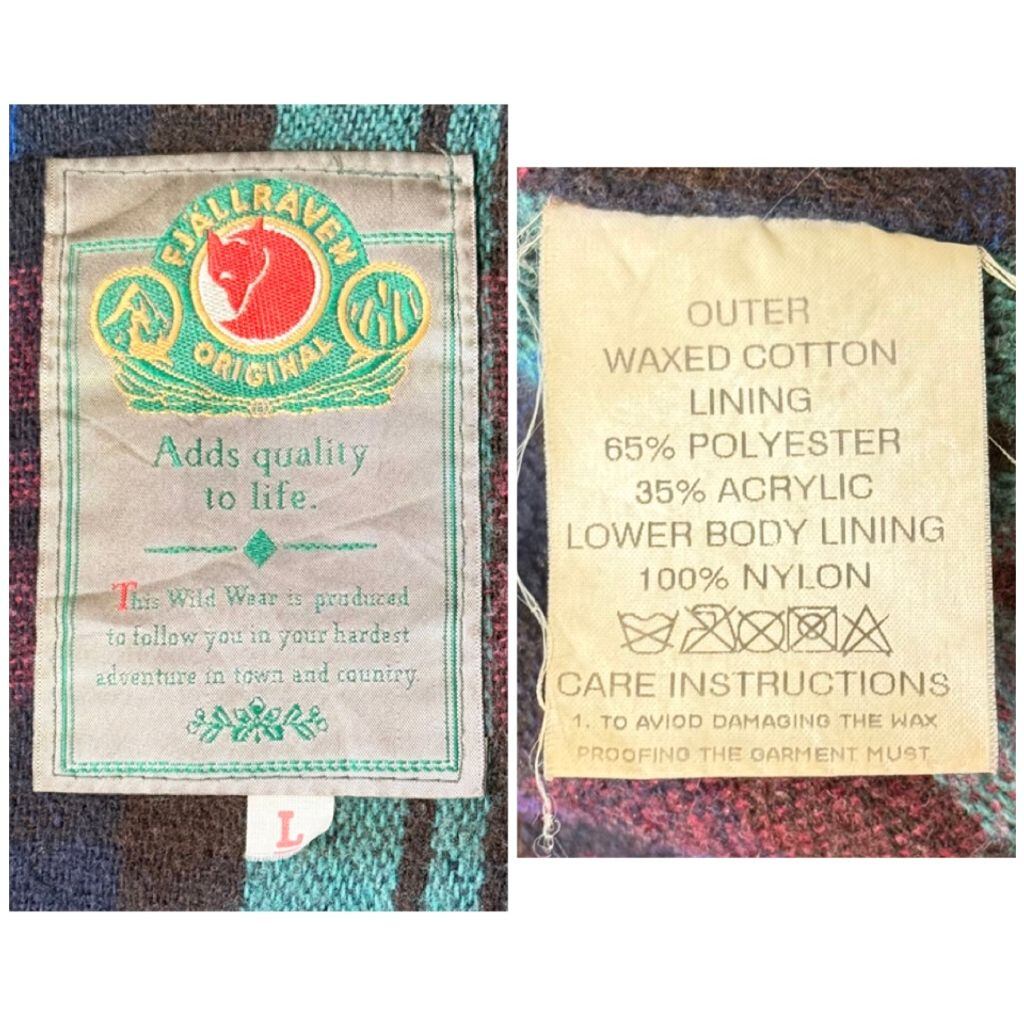 FJÄLLRÄVEN
ORIGINAL
Adds quality
to life.
This Wild Wear is produced
to follow you in your hardest
adventure in town and country.
L
OUTER
WAXED COTTON
LINING
65% POLYESTER
35% ACRYLIC
LOWER BODY LINING
100% NYLON
CARE INSTRUCTIONS
1. TO AVIOD DAMAGING THE WAX
PROOFING THE GARMENT MUST